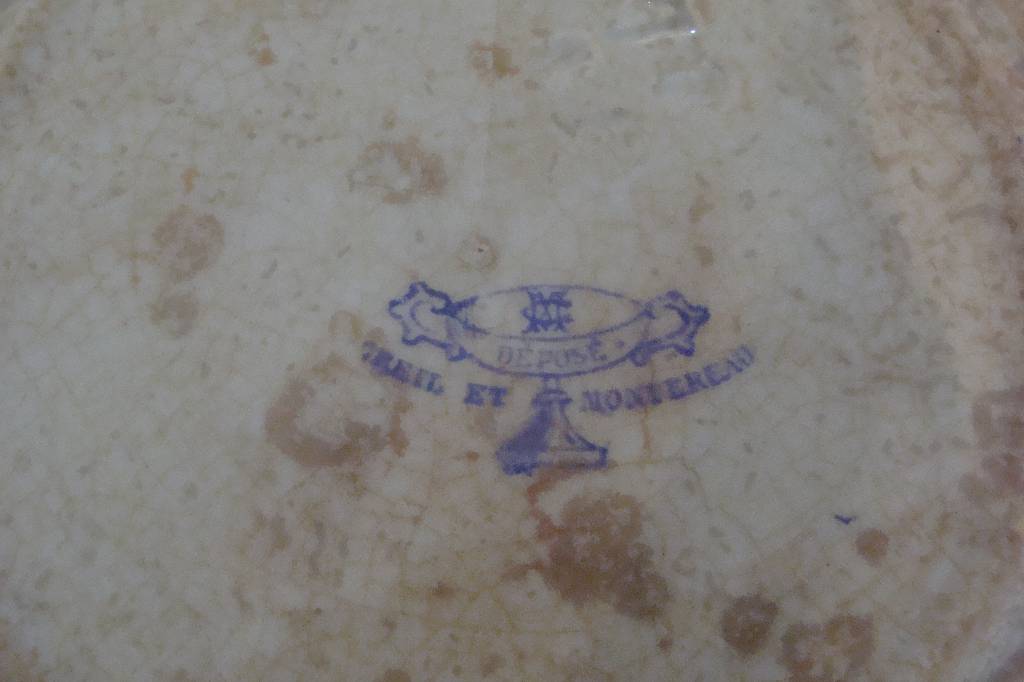 DÉPOSÉ
CREIL ET MONTEREAU